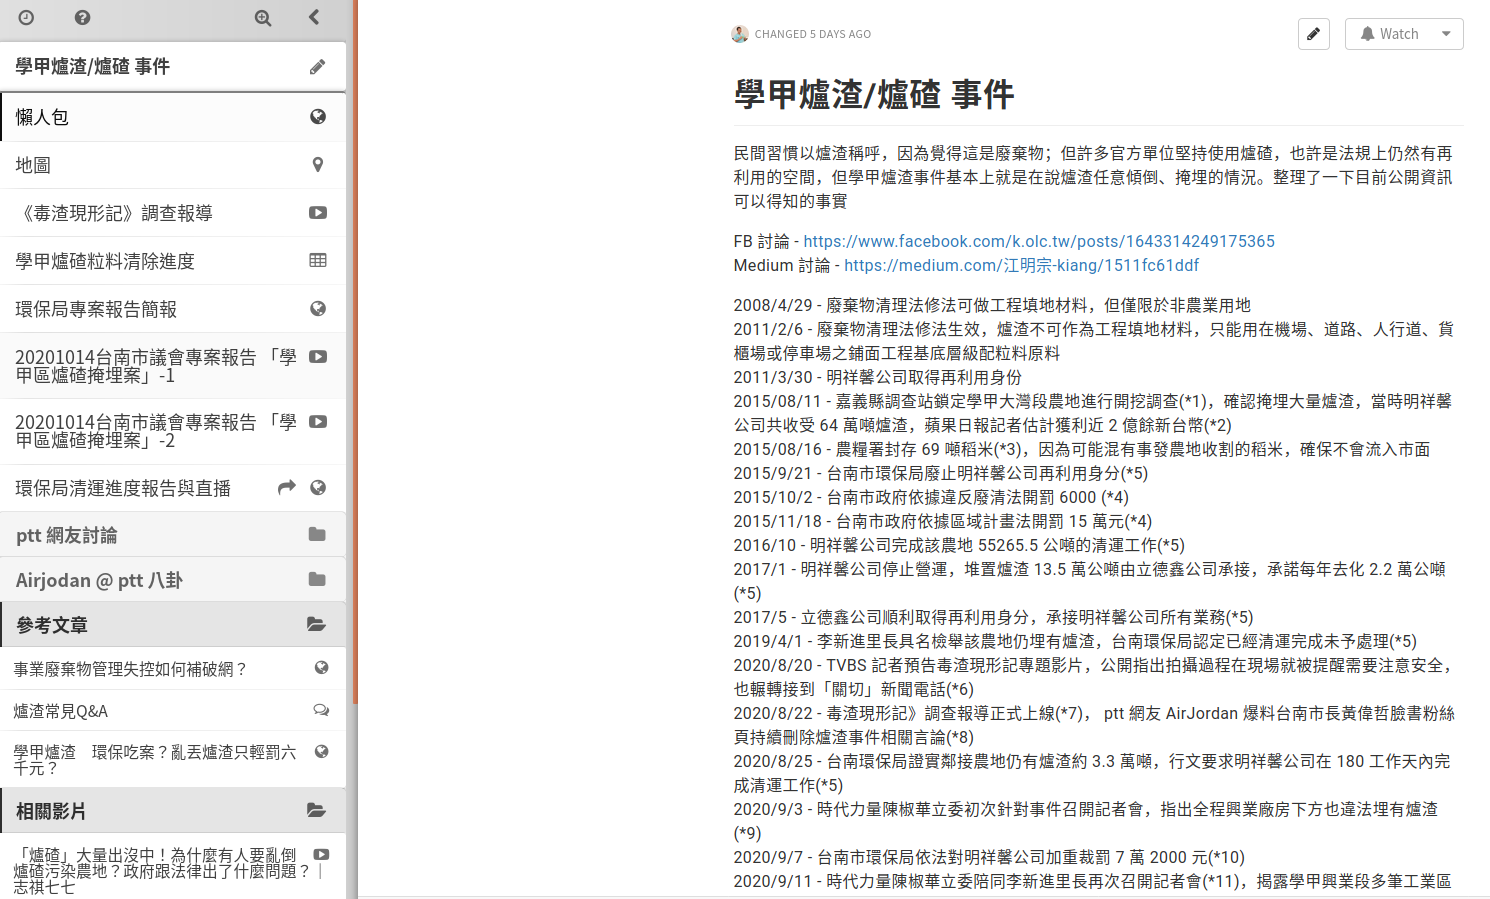 學甲爐渣/爐碴 事件
懶人包
地圖
《毒渣現形記》調查報導
學甲爐碴粒料清除進度
環保局專案報告簡報
20201014台南市議會專案報告 「學
甲區爐碴掩埋案」-1
20201014台南市議會專案報告 「學
甲區爐碴掩埋案」-2
環保局清運進度報告與直播
ptt 網友討論
Airjodan @ ptt 八卦
參考文章
事業廢棄物管理失控如何補破網？
爐渣常見Q&A
學甲爐渣　環保吃案？亂丟爐渣只輕罰六
千元？
相關影片
「爐碴」大量出沒中！為什麼有人要亂倒
爐碴污染農地？政府跟法律出了什麼問題？｜
志祺七七
CHANGED 5 DAYS AGO
Watch
學甲爐渣/爐碴 事件
民間習慣以爐渣稱呼，因為覺得這是廢棄物；但許多官方單位堅持使用爐碴，也許是法規上仍然有再
利用的空間，但學甲爐渣事件基本上就是在說爐渣任意傾倒、掩埋的情況。整理了一下目前公開資訊
可以得知的事實
FB 討論 - https://www.facebook.com/k.olc.tw/posts/1643314249175365
Medium 討論 - https://medium.com/江明宗-kiang/1511fc61ddf
2008/4/29 - 廢棄物清理法修法可做工程填地材料，但僅限於非農業用地
2011/2/6 - 廢棄物清理法修法生效，爐渣不可作為工程填地材料，只能用在機場、道路、人行道、貨
櫃場或停車場之鋪面工程基底層級配粒料原料
2011/3/30 - 明祥馨公司取得再利用身份
2015/08/11 - 嘉義縣調查站鎖定學甲大灣段農地進行開挖調查(*1)，確認掩埋大量爐渣，當時明祥馨
公司共收受 64 萬噸爐渣，蘋果日報記者估計獲利近 2 億餘新台幣(*2)
2015/08/16 - 農糧署封存 69 噸稻米(*3)，因為可能混有事發農地收割的稻米，確保不會流入市面
2015/9/21 - 台南市環保局廢止明祥馨公司再利用身分(*5)
2015/10/2 - 台南市政府依據違反廢清法開罰 6000 (*4)
2015/11/18 - 台南市政府依據區域計畫法開罰 15 萬元(*4)
2016/10 - 明祥馨公司完成該農地 55265.5 公噸的清運工作(*5)
2017/1 - 明祥馨公司停止營運，堆置爐渣 13.5 萬公噸由立德鑫公司承接，承諾每年去化 2.2 萬公噸
(*5)
2017/5 - 立德鑫公司順利取得再利用身分，承接明祥馨公司所有業務(*5)
2019/4/1 - 李新進里長具名檢舉該農地仍埋有爐渣，台南環保局認定已經清運完成未予處理(*5)
2020/8/20 - TVBS 記者預告毒渣現形記專題影片，公開指出拍攝過程在現場就被提醒需要注意安全，
也輾轉接到「關切」新聞電話(*6)
2020/8/22 - 毒渣現形記》調查報導正式上線(*7)， ptt 網友 AirJordan 爆料台南市長黃偉哲臉書粉絲
頁持續刪除爐渣事件相關言論(*8)
2020/8/25 - 台南環保局證實鄰接農地仍有爐渣約 3.3 萬噸，行文要求明祥馨公司在 180 工作天內完
成清運工作(*5)
2020/9/3 - 時代力量陳椒華立委初次針對事件召開記者會，指出全程興業廠房下方也違法埋有爐渣
(*9)
2020/9/7 - 台南市環保局依法對明祥馨公司加重裁罰 7 萬 2000 元(*10)
2020/9/11 - 時代力量陳椒華立委陪同李新進里長再次召開記者會(*11)，揭露學甲興業段多筆工業區